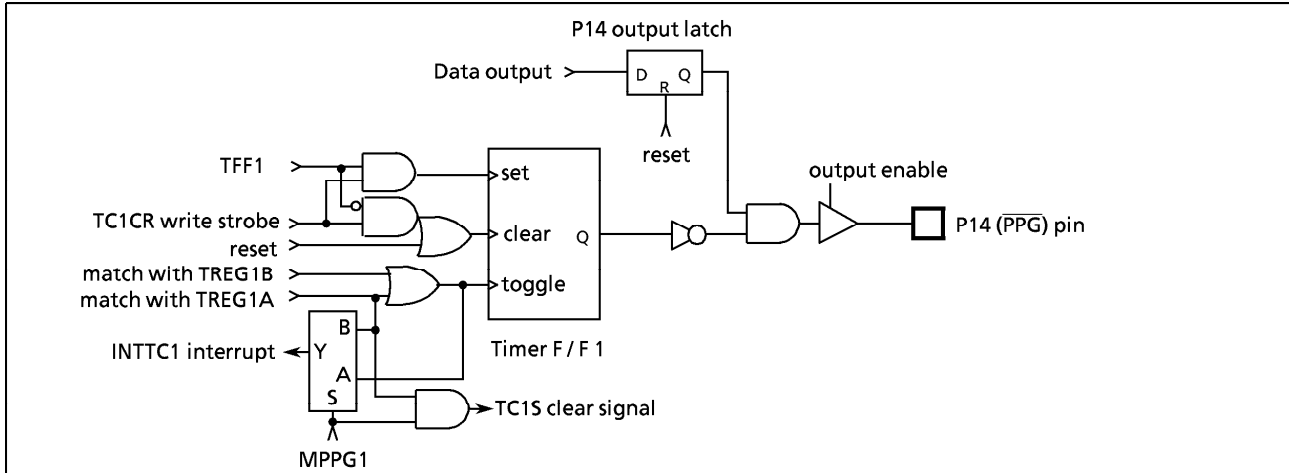 P14 output latch
Data output
D Q
R
reset
TFF1
set
output enable
TC1CR write strobe
clear
Q
P14 (P̅P̅G̅) pin
reset
match with TREG1B
toggle
match with TREG1A
B
INTTC1 interrupt
Y
Timer F / F 1
A
S
TC1S clear signal
MPPG1